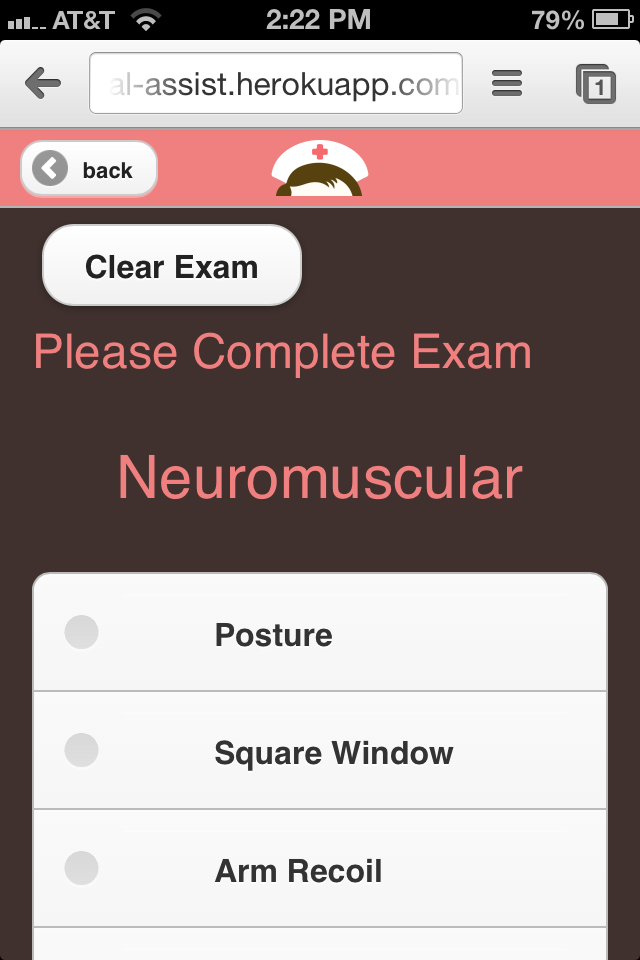 AT&T 2:22 PM 79%
al-assist.herokuapp.com 1
back
Clear Exam
Please Complete Exam
Neuromuscular
Posture
Square Window
Arm Recoil